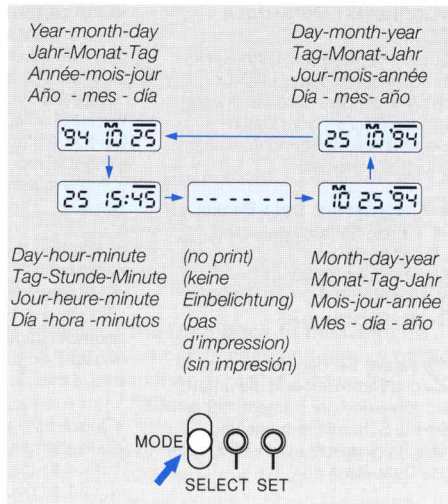 Year-month-day
Jahr-Monat-Tag
Année-mois-jour
Año - mes - día
Day-month-year
Tag-Monat-Jahr
Jour-mois-année
Día - mes- año
'94 M10 25
25 M10 '94
25 15:45
-- -- --
M10 25 '94
Day-hour-minute
Tag-Stunde-Minute
Jour-heure-minute
Día -hora -minutos
(no print)
(keine
Einbelichtung)
(pas
d'impression)
(sin impresión)
Month-day-year
Monat-Tag-Jahr
Mois-jour-année
Mes - día - año
MODE
SELECT SET